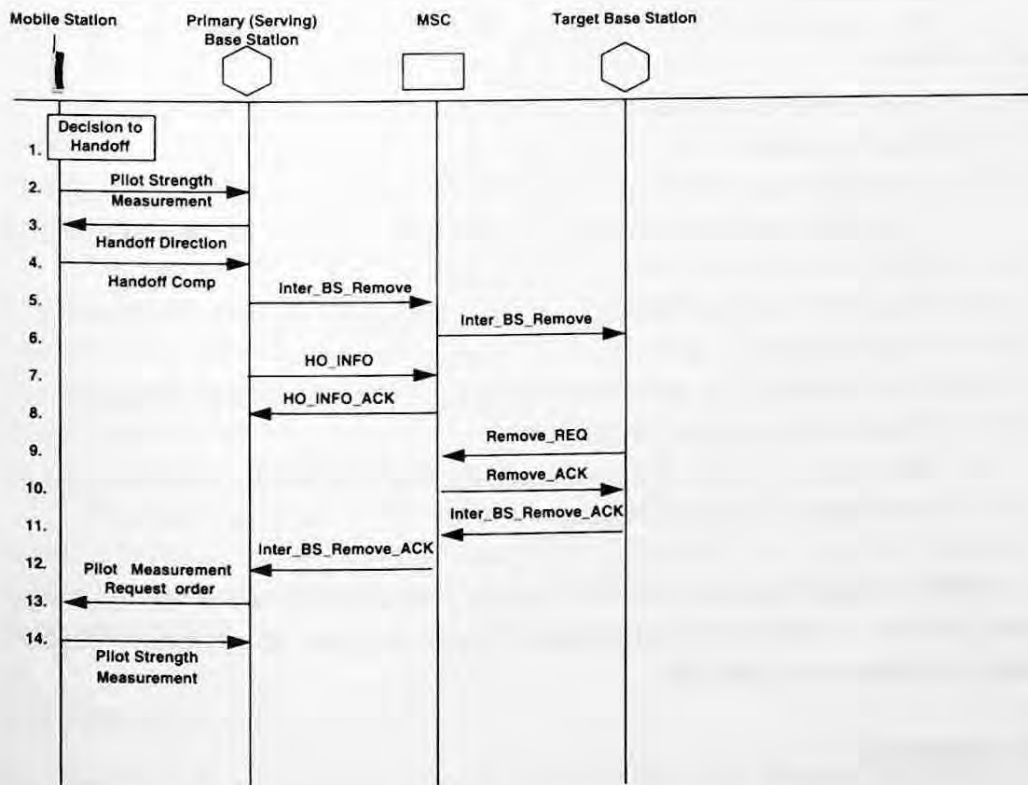 Mobile Station
Primary (Serving)
Base Station
MSC
Target Base Station
1.
Decision to
Handoff
2.
Pilot Strength
Measurement
3.
Handoff Direction
4.
Handoff Comp
5.
Inter_BS_Remove
6.
Inter_BS_Remove
7.
HO_INFO
8.
HO_INFO_ACK
9.
Remove_REQ
10.
Remove_ACK
11.
Inter_BS_Remove_ACK
12.
Inter_BS_Remove_ACK
13.
Pilot Measurement
Request order
14.
Pilot Strength
Measurement